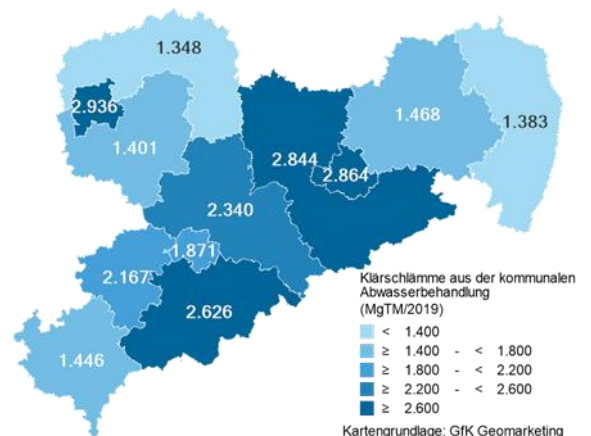 1.348
2.936
1.401
1.468
1.383
2.844
2.864
2.340
1.871
2.167
2.626
1.446
Klärschlämme aus der kommunalen
Abwasserbehandlung
(MgTM/2019)
< 1.400
≥ 1.400 - < 1.800
≥ 1.800 - < 2.200
≥ 2.200 - < 2.600
≥ 2.600
Kartengrundlage: GfK Geomarketing